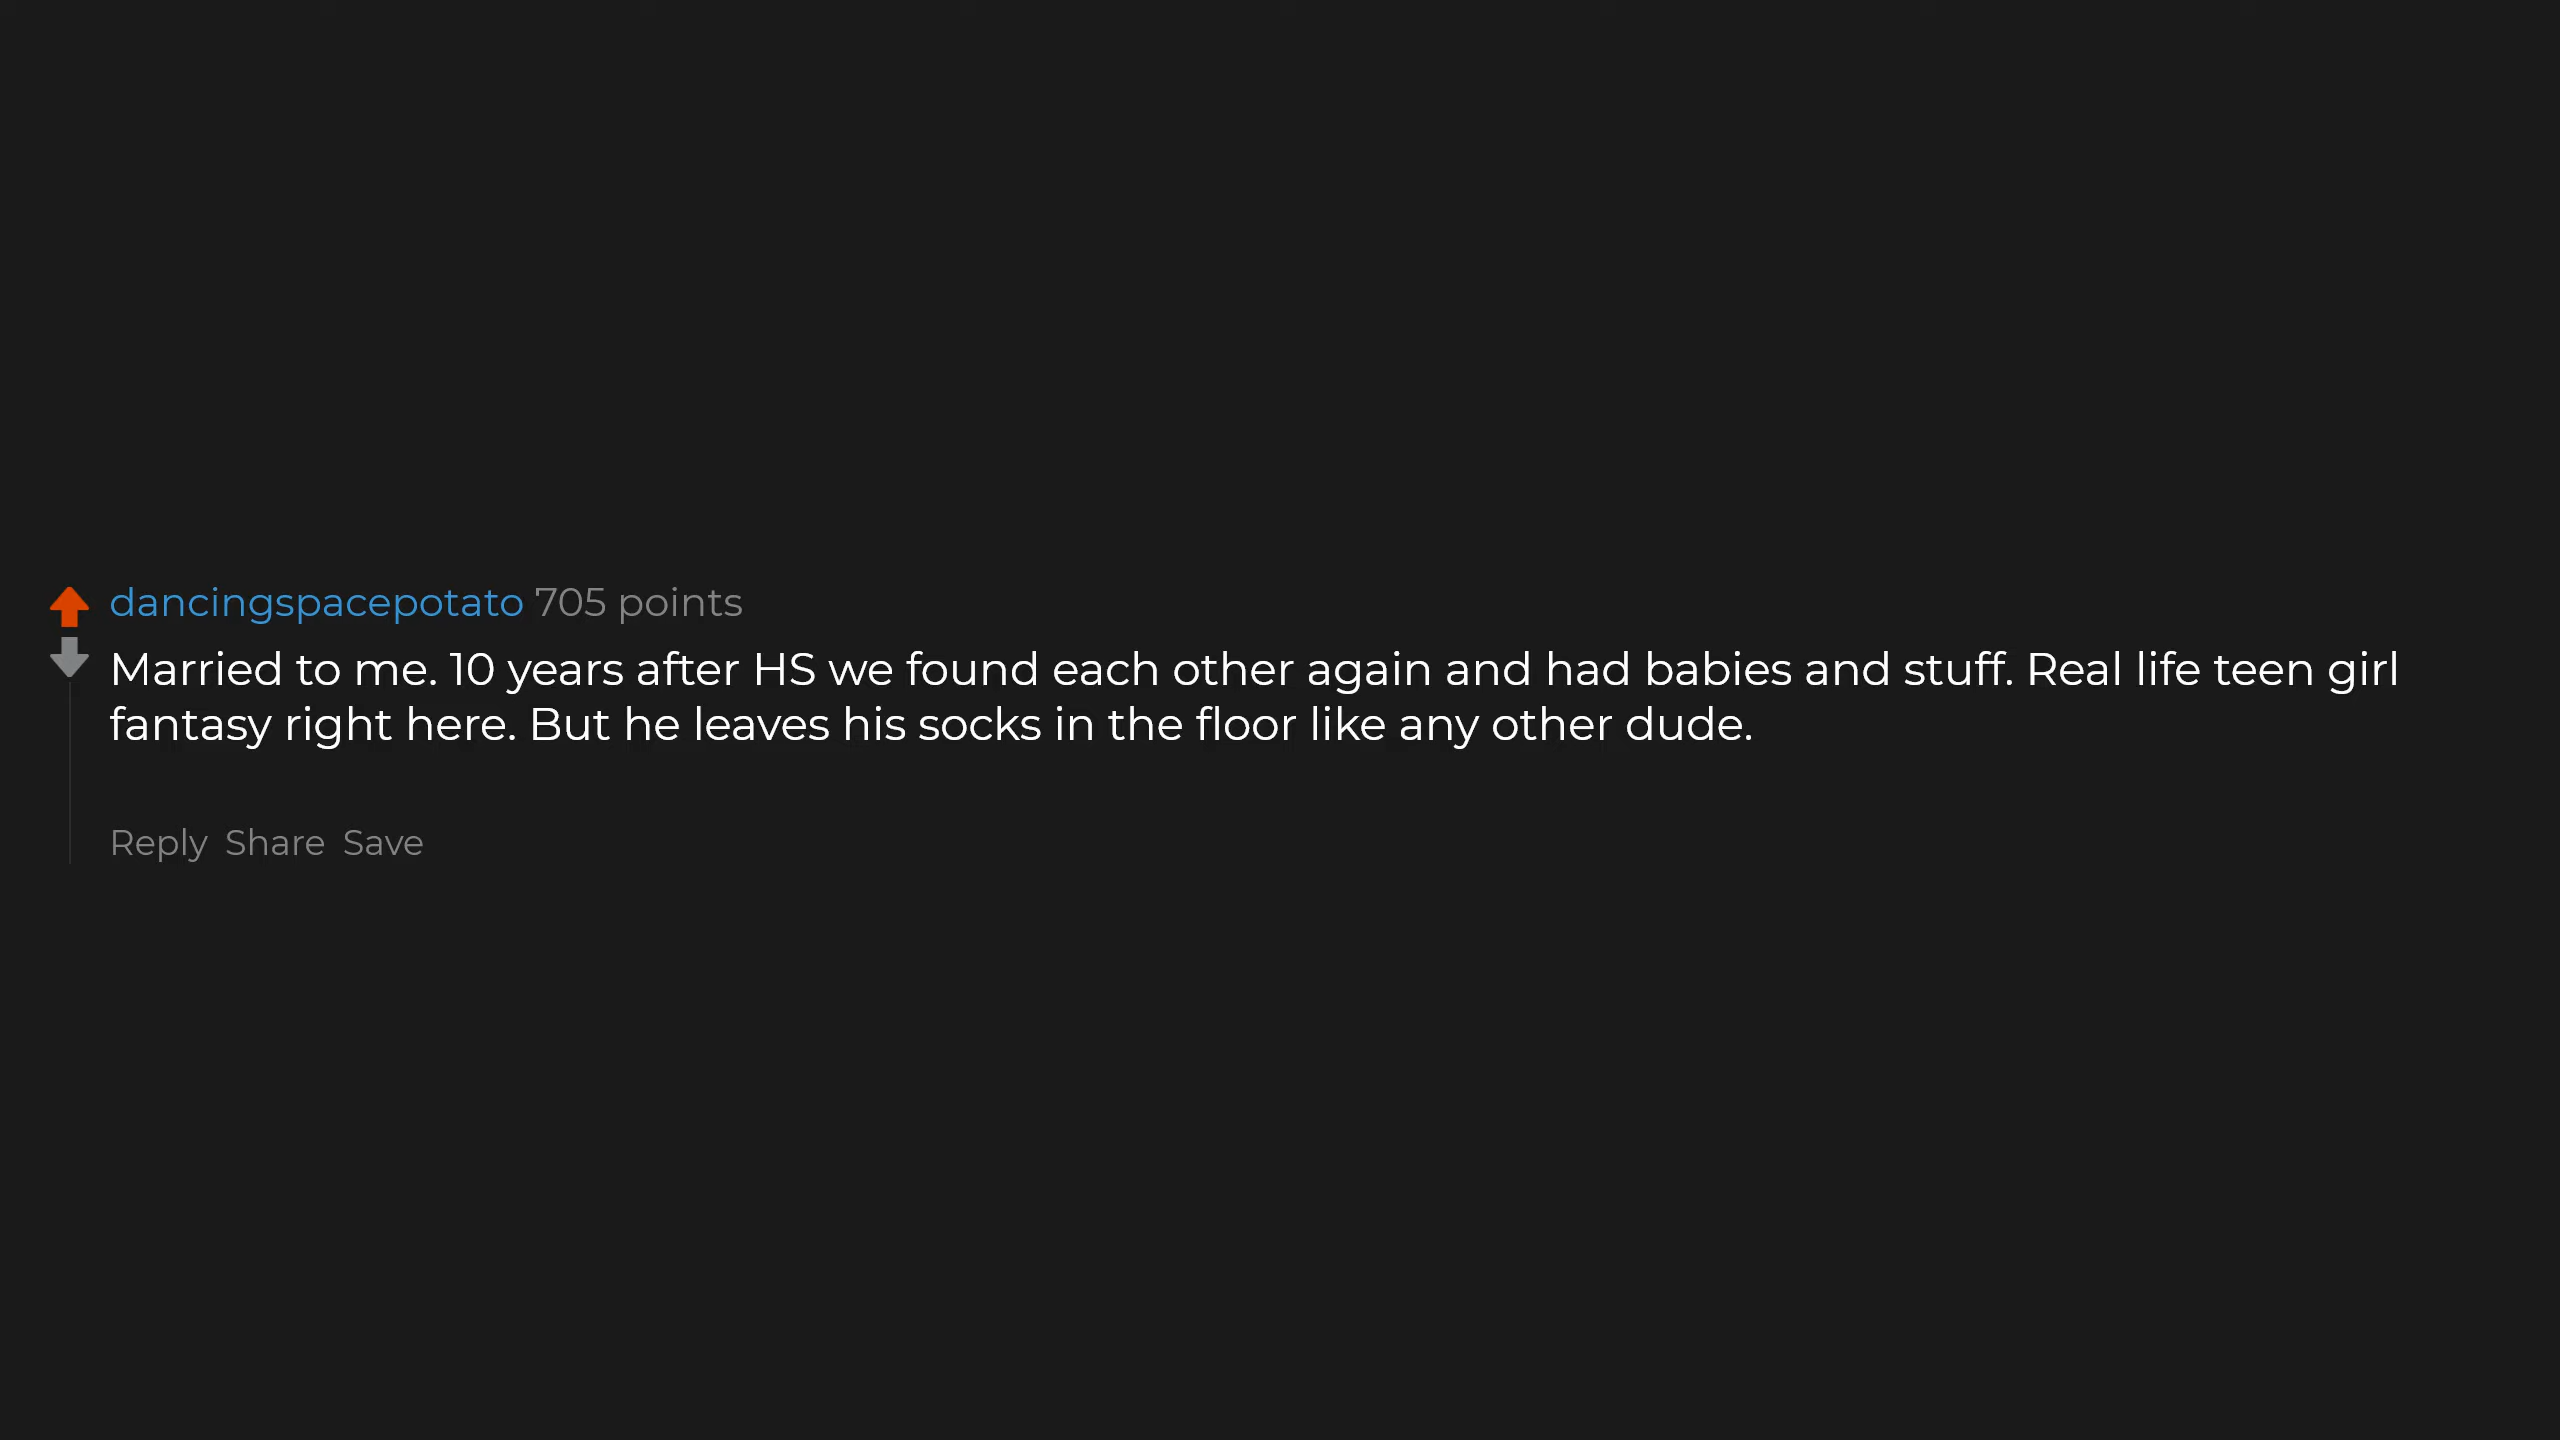 dancingspacepotato 705 points
Married to me. 10 years after HS we found each other again and had babies and stuff. Real life teen girl
fantasy right here. But he leaves his socks in the floor like any other dude.
Reply Share Save